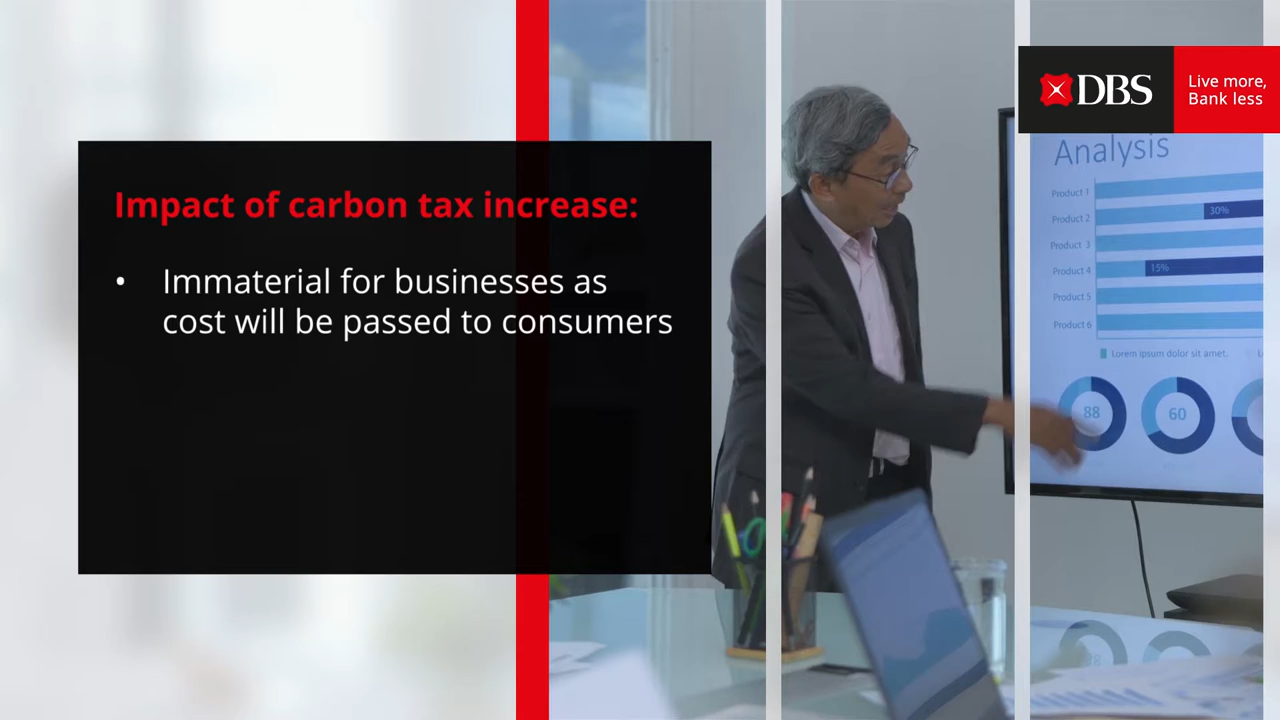 DBS
Live more,
Bank less
Impact of carbon tax increase:
• Immaterial for businesses as
cost will be passed to consumers
Analysis
Product 1
Product 2
30%
Product 3
Product 4
15%
Product 5
Product 6
Lorem ipsum dolor sit amet,
88
60